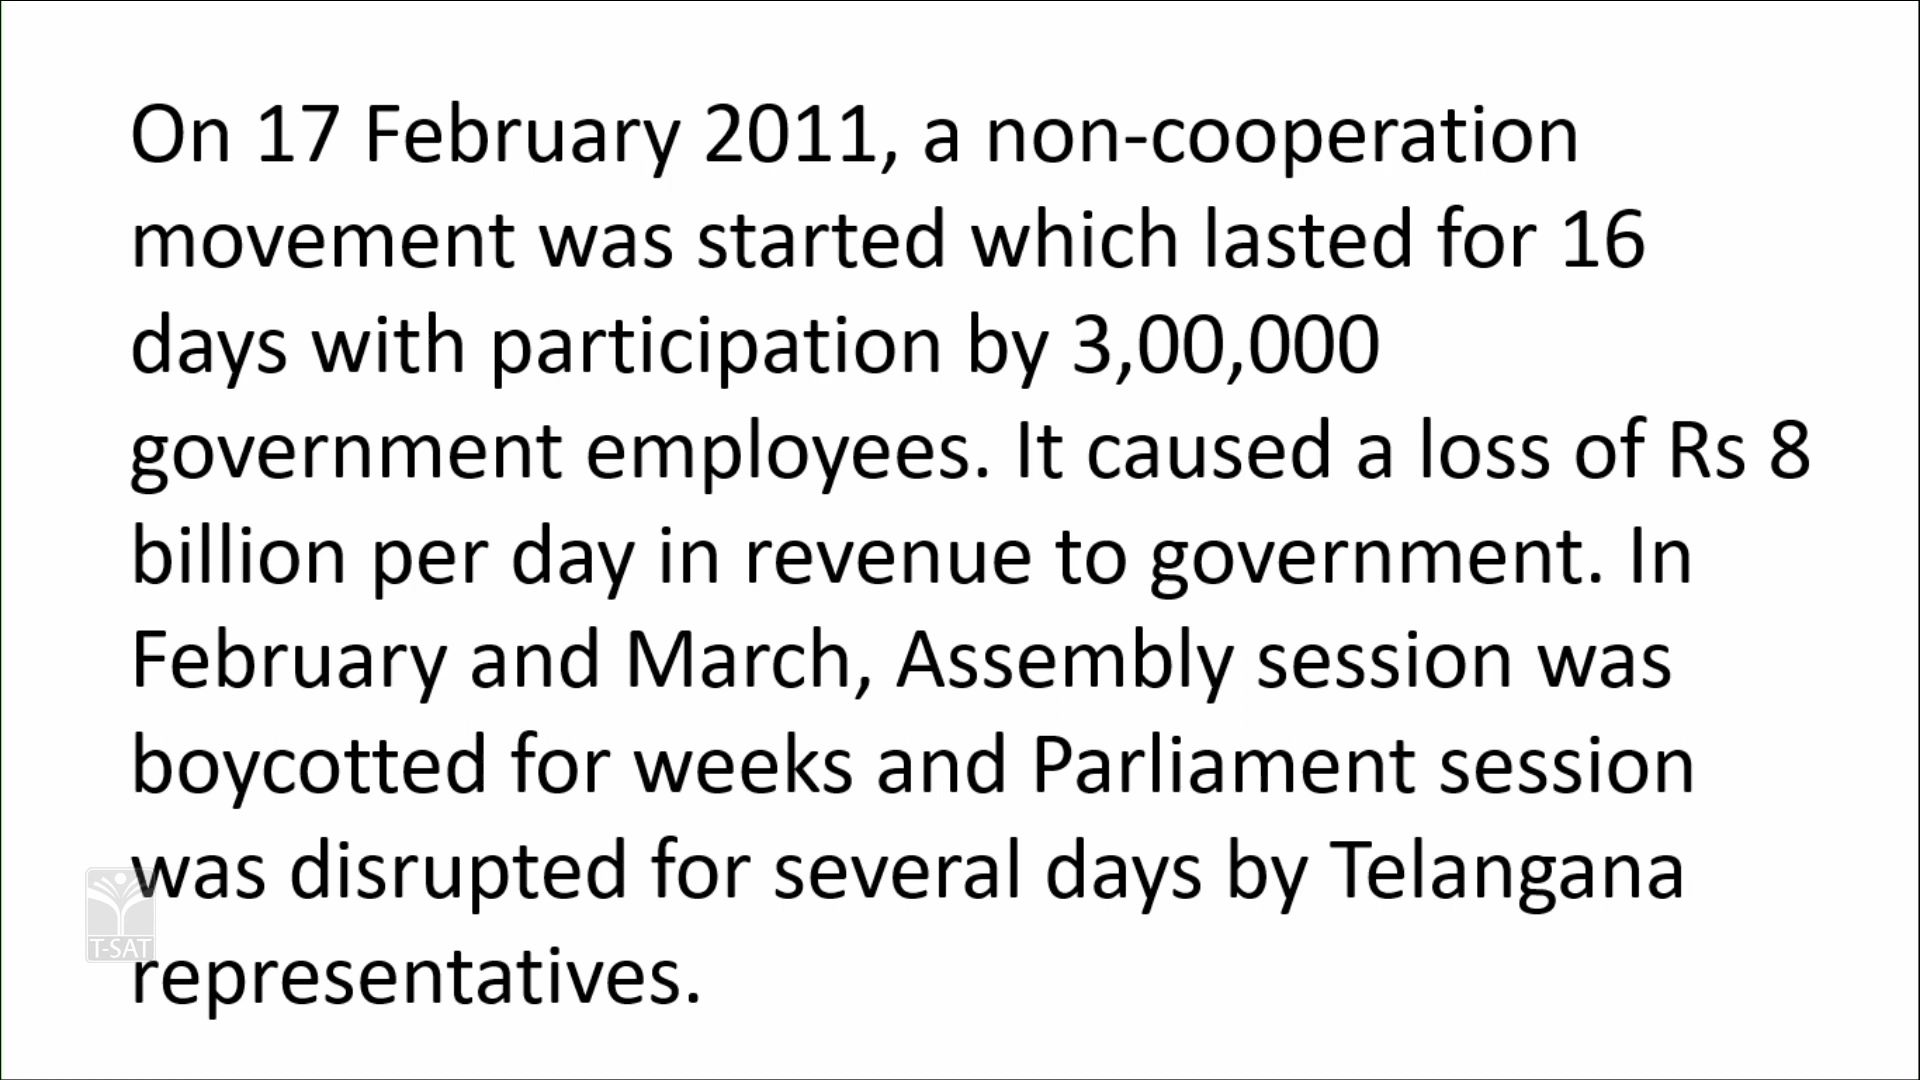 On 17 February 2011, a non-cooperation
movement was started which lasted for 16
days with participation by 3,00,000
government employees. It caused a loss of Rs 8
billion per day in revenue to government. In
February and March, Assembly session was
boycotted for weeks and Parliament session
was disrupted for several days by Telangana
T-SAT
representatives.